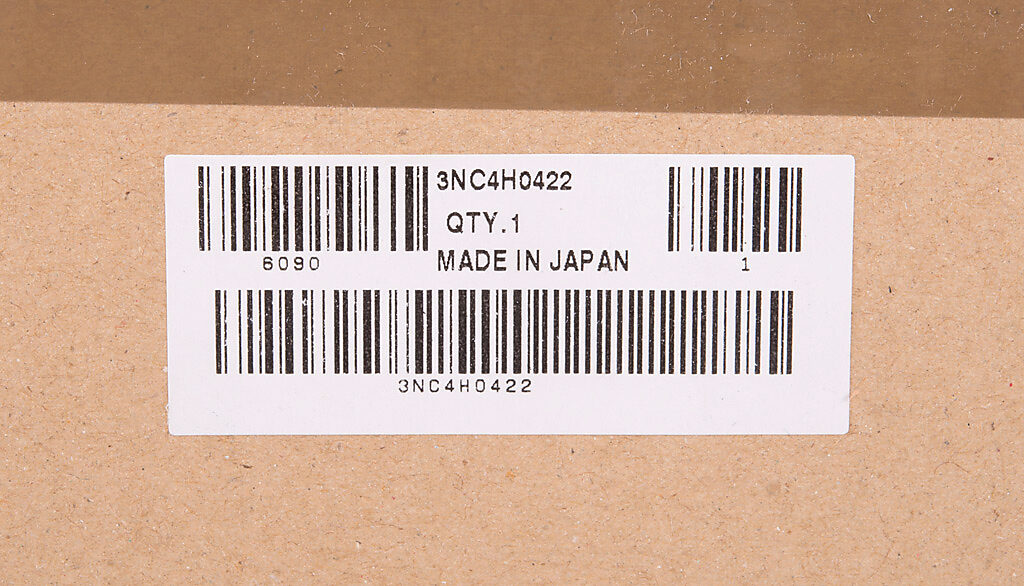 3NC4H0422
QTY.1
6090
MADE IN JAPAN
1
3NC4H0422